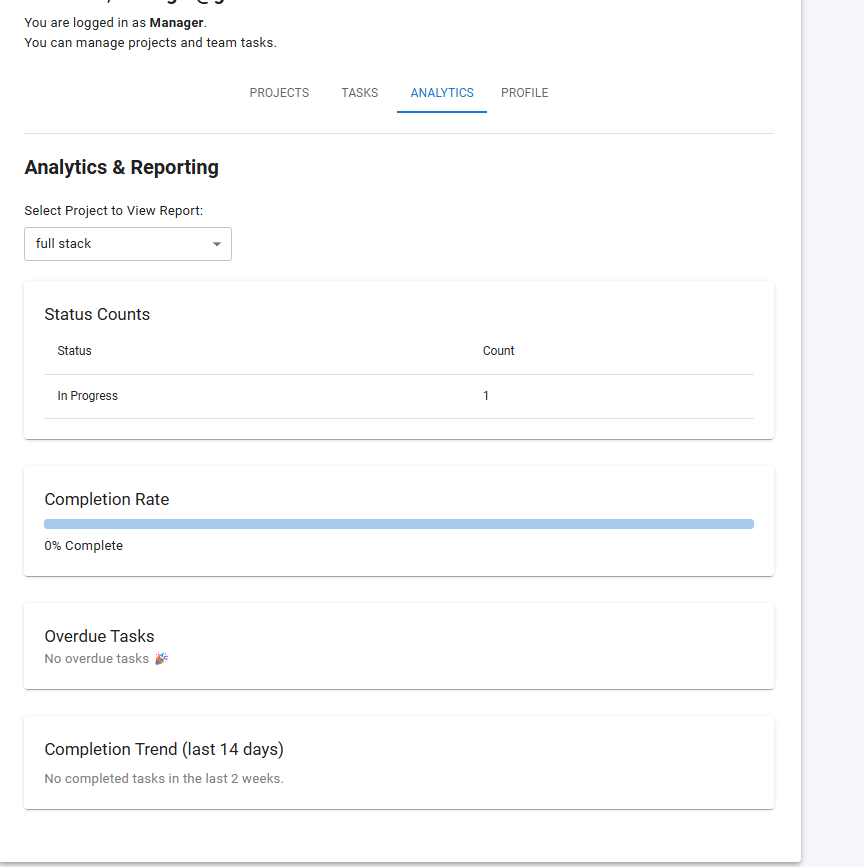 You are logged in as Manager.
You can manage projects and team tasks.
PROJECTS TASKS ANALYTICS PROFILE
Analytics & Reporting
Select Project to View Report:
full stack
Status Counts
Status Count
In Progress 1
Completion Rate
0% Complete
Overdue Tasks
No overdue tasks 🎉
Completion Trend (last 14 days)
No completed tasks in the last 2 weeks.